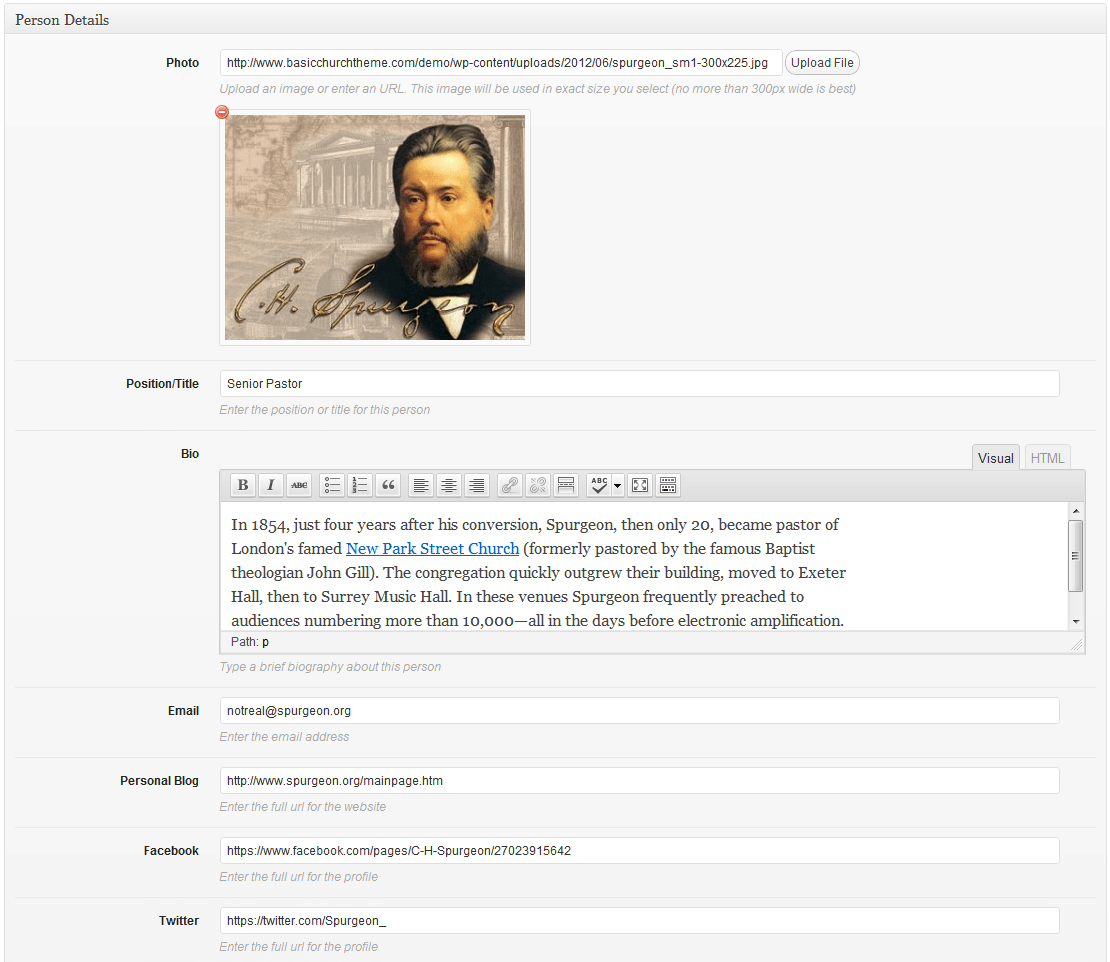 Person Details
Photo
http://www.basicchurchtheme.com/demo/wp-content/uploads/2012/06/spurgeon_sm1-300x225.jpg
Upload File
Upload an image or enter an URL. This image will be used in exact size you select (no more than 300px wide is best)
C. H. Spurgeon
Position/Title
Senior Pastor
Enter the position or title for this person
Bio
Visual
HTML
B I ABC ABC
In 1854, just four years after his conversion, Spurgeon, then only 20, became pastor of
London's famed New Park Street Church (formerly pastored by the famous Baptist
theologian John Gill). The congregation quickly outgrew their building, moved to Exeter
Hall, then to Surrey Music Hall. In these venues Spurgeon frequently preached to
audiences numbering more than 10,000—all in the days before electronic amplification.
Path: p
Type a brief biography about this person
Email
notreal@spurgeon.org
Enter the email address
Personal Blog
http://www.spurgeon.org/mainpage.htm
Enter the full url for the website
Facebook
https://www.facebook.com/pages/C-H-Spurgeon/27023915642
Enter the full url for the profile
Twitter
https://twitter.com/Spurgeon_
Enter the full url for the profile